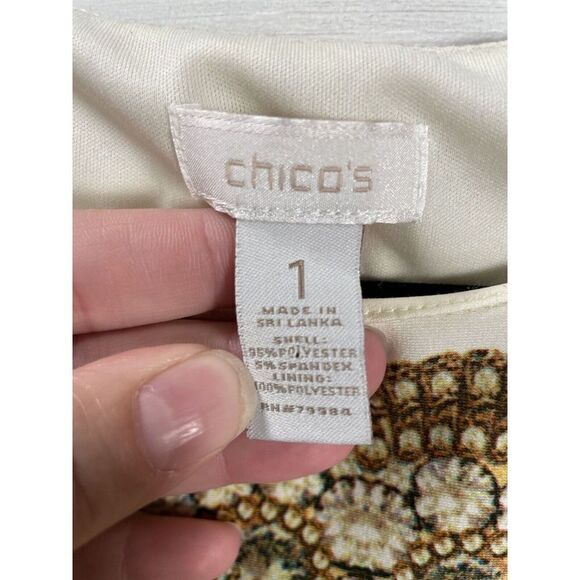 chico's
1
MADE IN
SRI LANKA
SHELL:
95%POLYESTER
5%SPANDEX
LINING:
100%POLYESTER
RN#79984